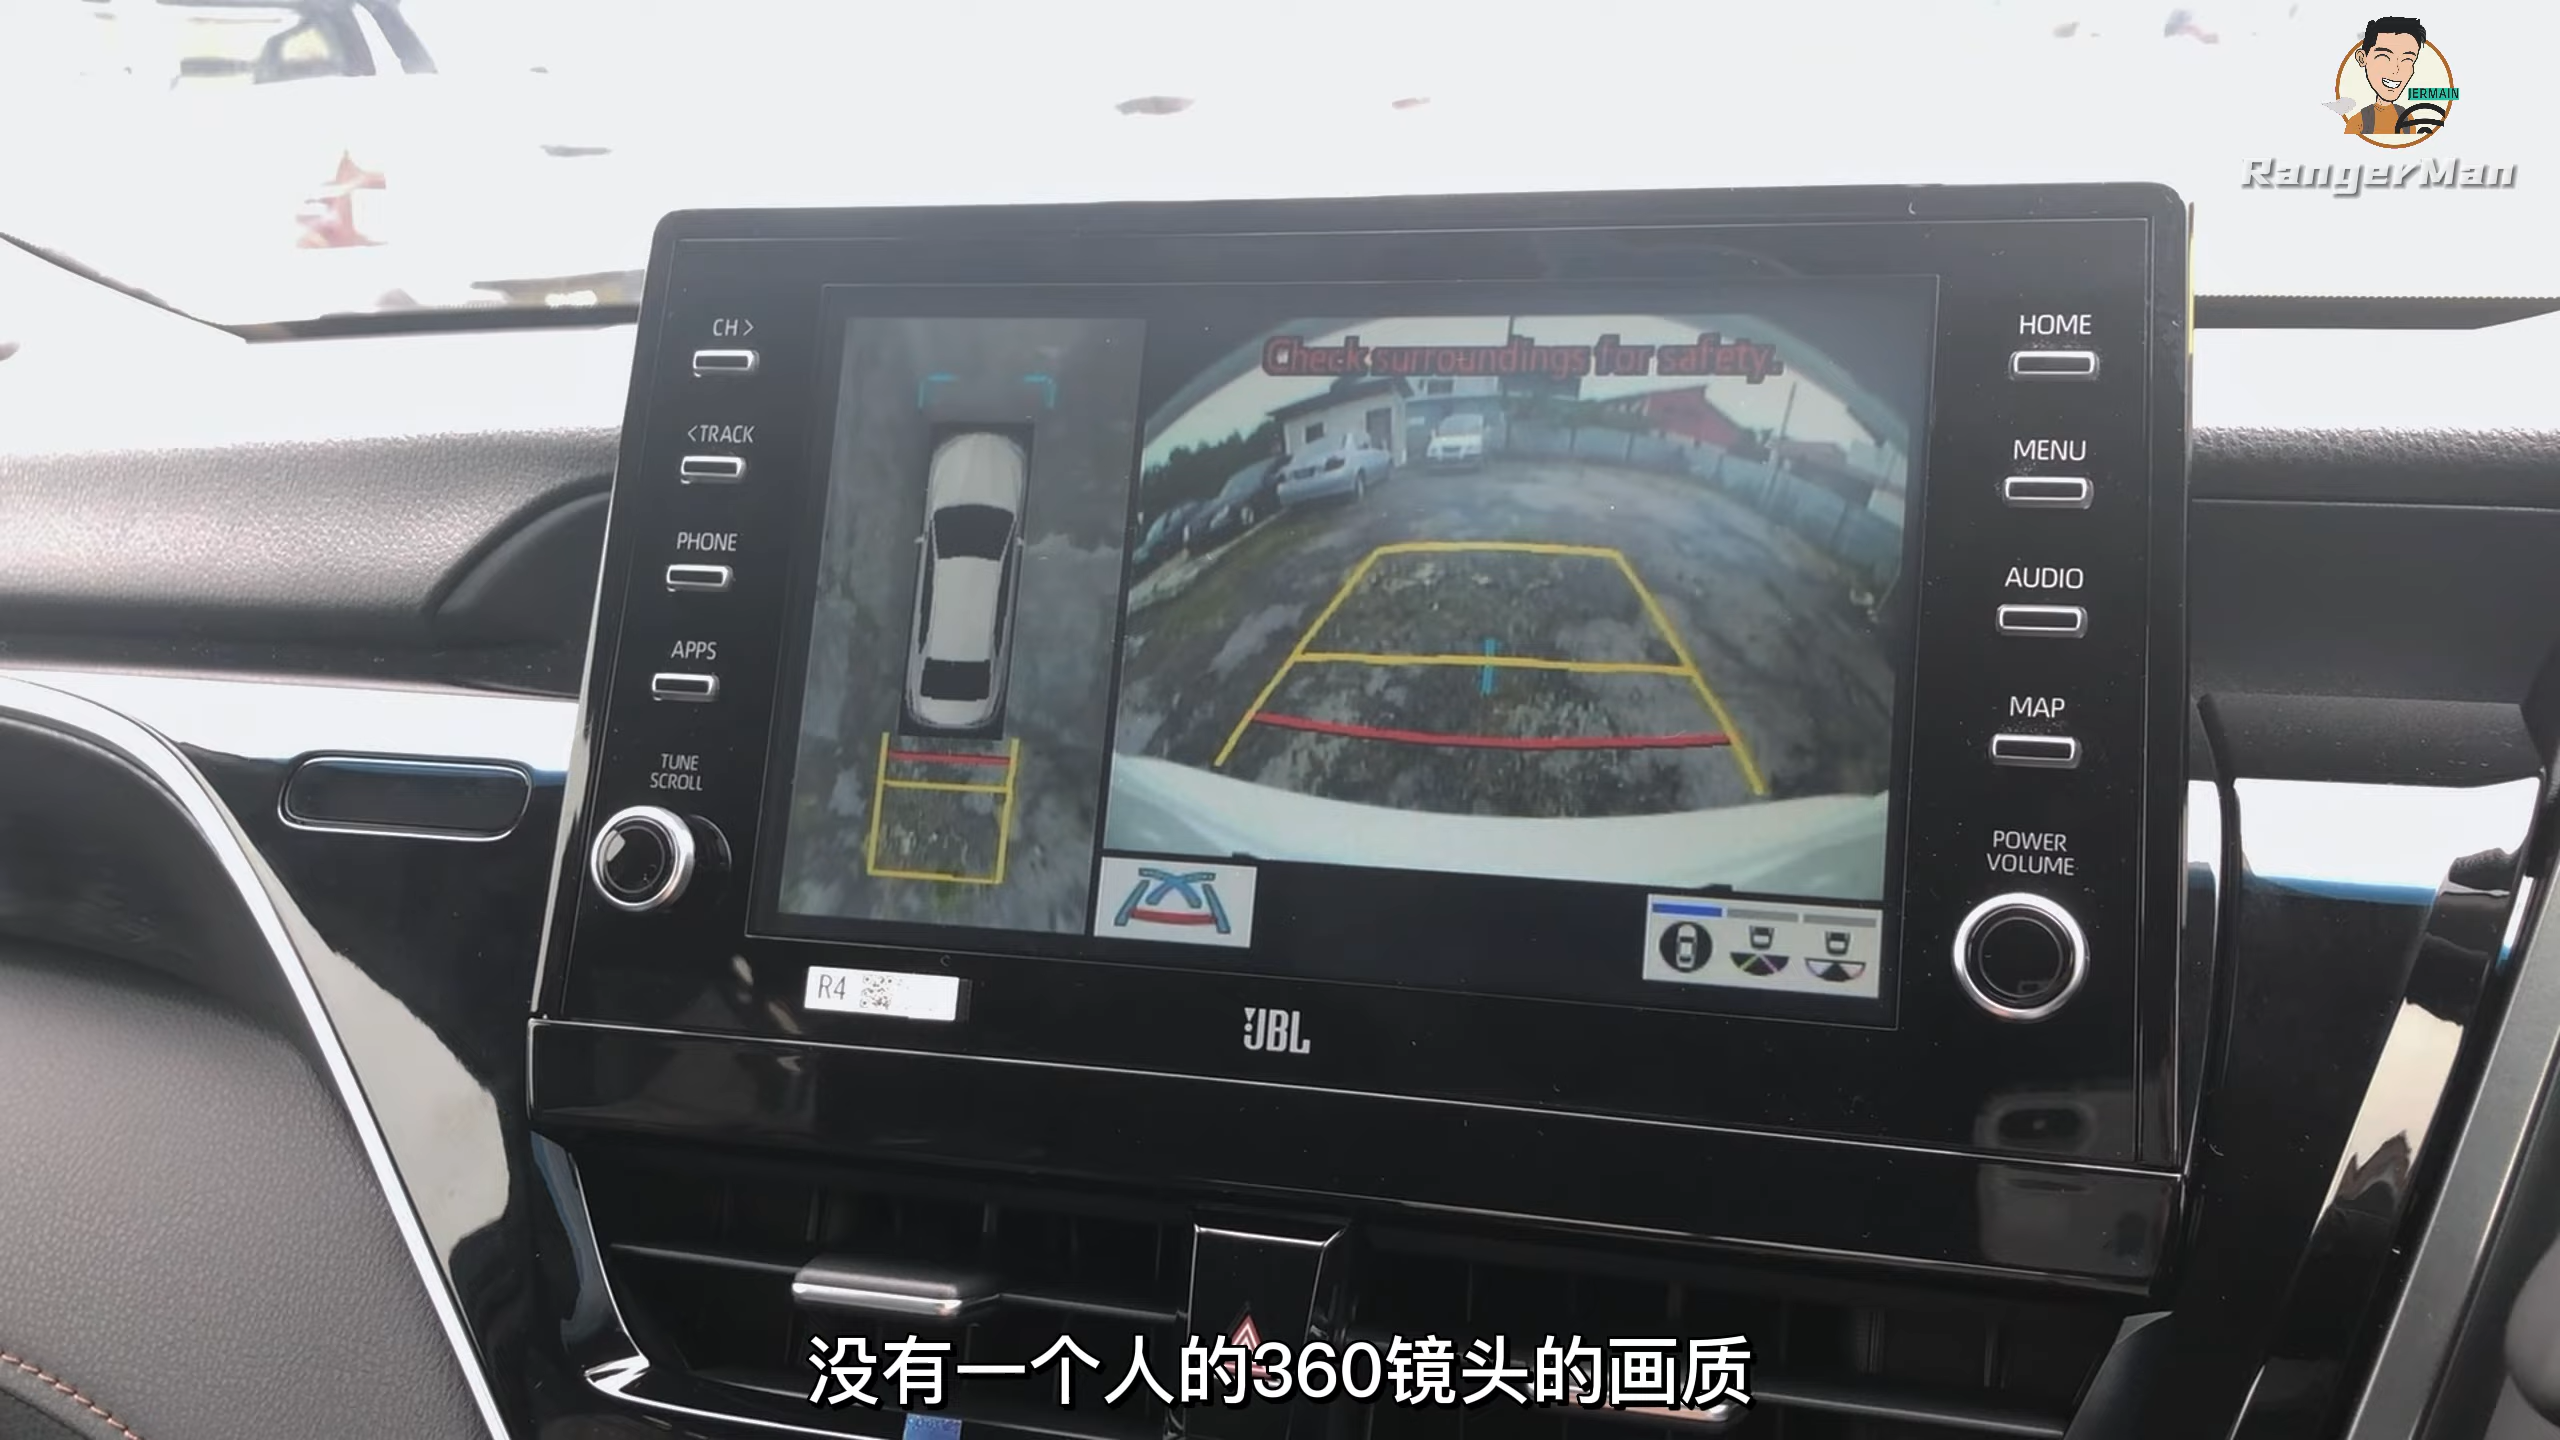 JERMAIN
RangerMan
CH >
<TRACK
PHONE
APPS
TUNE
SCROLL
Check surroundings for safety.
HOME
MENU
AUDIO
MAP
POWER
VOLUME
R4
JBL
没有一个人的360镜头的画质